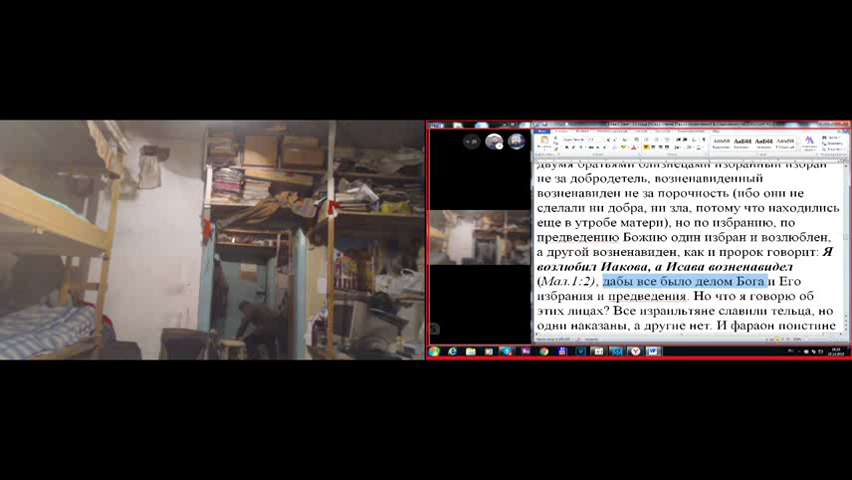 двумя братьями близнецами избранный избран
не за добродетель, возненавиденный
возненавиден не за порочность (ибо они не
сделали ни добра, ни зла, потому что находились
еще в утробе матери), но по избранию, по
предведению Божию один избран и возлюблен,
а другой возненавиден, как и пророк говорит: Я
возлюбил Иакова, а Исава возненавидел
(Мал.1:2), дабы все было делом Бога и Его
избрания и предведения. Но что я говорю об
этих лицах? Все израильтяне славили тельца, но
одни наказаны, а другие нет. И фараон поистине